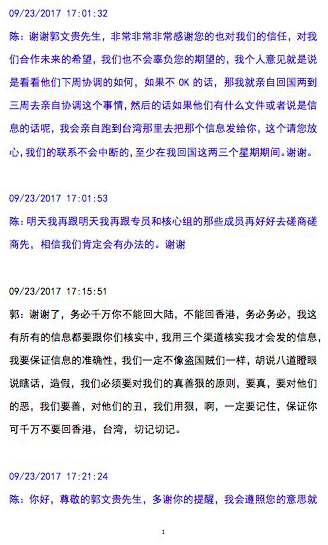 09/23/2017 17:01:32
陈：谢谢郭文贵先生，非常非常非常感谢您的也对我们的信任，对我
们合作未来的希望，我们也不会辜负您的期望的，我个人意见就是说
是看看他们下周协调的如何，如果不 OK 的话，那我就亲自回国两到
三周去亲自协调这个事情,然后的话如果他们有什么文件或者说是信
息的话呢，我会亲自跑到台湾那里去把那个信息发给你，这个请您放
心,我们的联系不会中断的,至少在我回国这两三个星期期间。谢谢。
09/23/2017 17:01:53
陈：明天我再跟明天我再跟专员和核心组的那些成员再好好去磋商磋
商先，相信我们肯定会有办法的。谢谢
09/23/2017 17:15:51
郭：谢谢了，务必千万你不能回大陆，不能回香港，务必务必，我这
有所有的信息都要跟你们核实中,我用三个渠道核实我才会发的信息,
我要保证信息的准确性，我们一定不像盗国贼们一样，胡说八道瞪眼
说瞎话，造假，我们必须要对我们的真善狠的原则，要真，要对他们
的恶，我们要善，对他们的丑，我们用狠，啊，一定要记住，保证你
可千万不要回香港，台湾，切记切记。
09/23/2017 17:21:24
陈：你好，尊敬的郭文贵先生，多谢你的提醒，我会遵照您的意思就
1